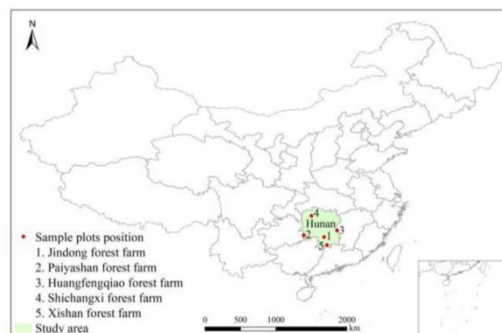 N
Hunan
4
3
2
1
5
Sample plots position
1. Jindong forest farm
2. Paiyashan forest farm
3. Huangfengqiao forest farm
4. Shichangxi forest farm
5. Xishan forest farm
Study area
0 500 1000 2000
km